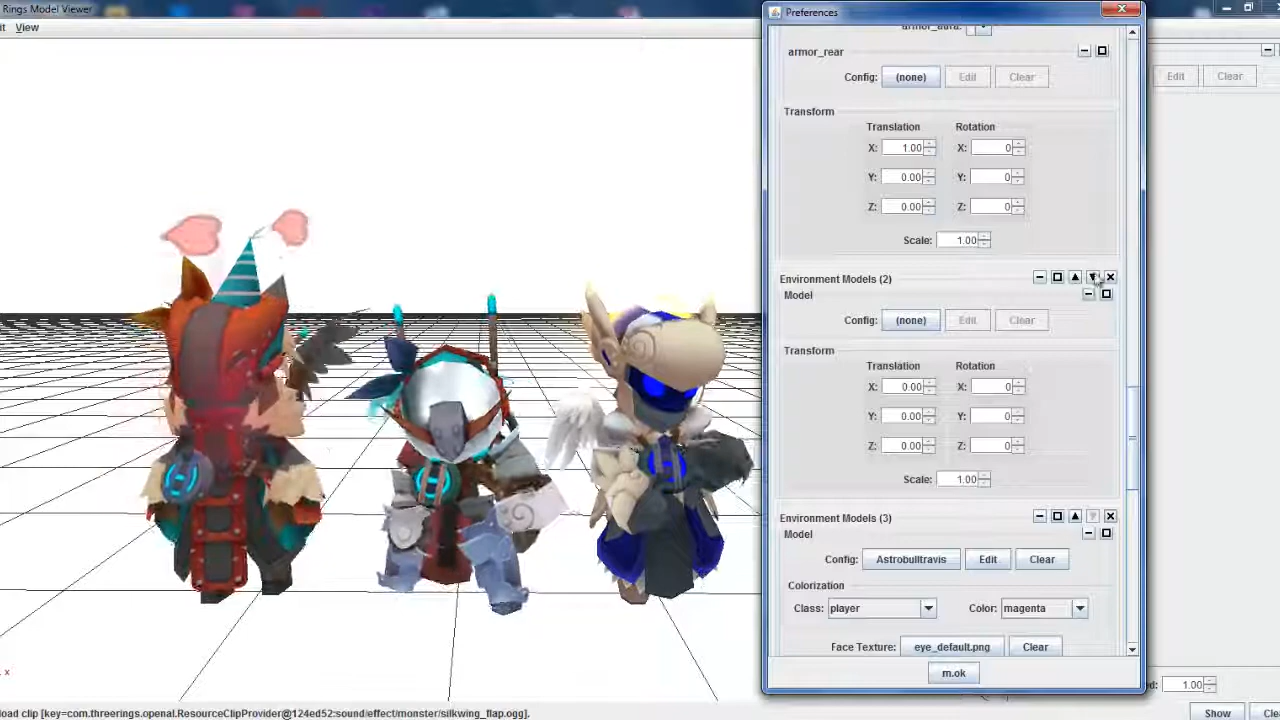 Rings Model Viewer
it View
Preferences
armor_aura:
armor_rear
Config: (none) Edit Clear
Edit Clear
Transform
Translation Rotation
X: 1.00 X: 0
Y: 0.00 Y: 0
Z: 0.00 Z: 0
Scale: 1.00
Environment Models (2)
Model
Config: (none) Edit Clear
Transform
Translation Rotation
X: 0.00 X: 0
Y: 0.00 Y: 0
Z: 0.00 Z: 0
Scale: 1.00
Environment Models (3)
Model
Config: Astrobulltravis Edit Clear
Colorization
Class: player Color: magenta
Face Texture: eye_default.png Clear
m.ok
x
d: 1.00
load clip [key=com.threerings.openal.ResourceClipProvider@124ed52:sound/effect/monster/silkwing_flap.ogg].
Show Clea